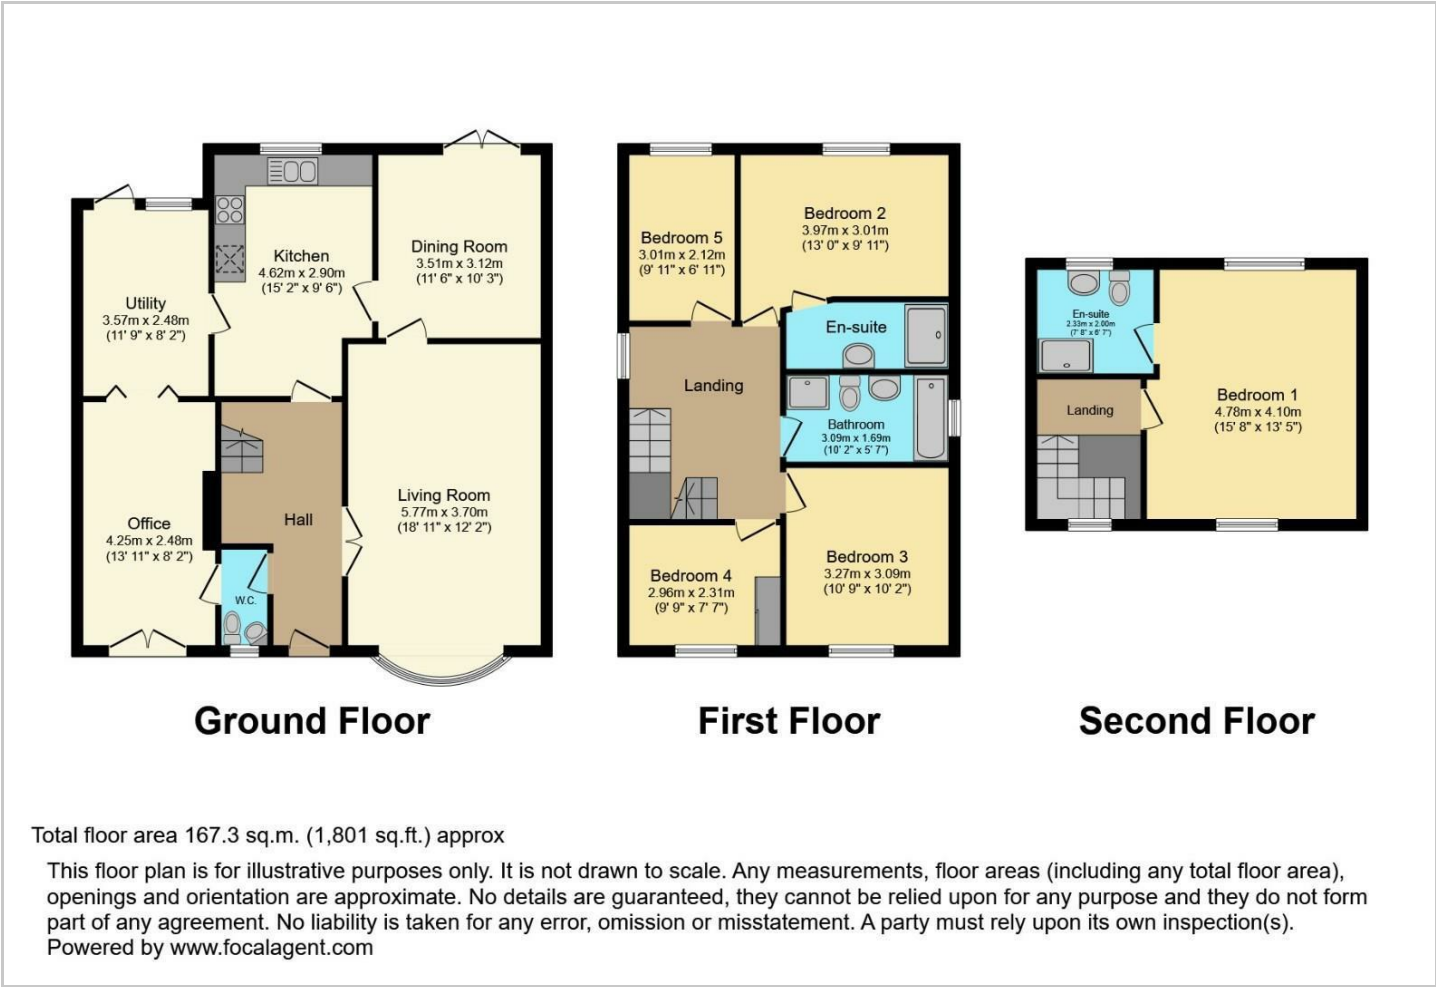 Kitchen
4.62m x 2.90m
(15' 2" x 9' 6")
Dining Room
3.51m x 3.12m
(11' 6" x 10' 3")
Utility
3.57m x 2.48m
(11' 9" x 8' 2")
Living Room
5.77m x 3.70m
(18' 11" x 12' 2")
Hall
Office
4.25m x 2.48m
(13' 11" x 8' 2")
W.C.
Ground Floor
Bedroom 2
3.97m x 3.01m
(13' 0" x 9' 11")
Bedroom 5
3.01m x 2.12m
(9' 11" x 6' 11")
En-suite
Landing
Bathroom
3.09m x 1.69m
(10' 2" x 5' 7")
Bedroom 3
3.27m x 3.09m
(10' 9" x 10' 2")
Bedroom 4
2.96m x 2.31m
(9' 9" x 7' 7")
First Floor
En-suite
2.33m x 2.00m
(7' 8" x 6' 7")
Bedroom 1
4.78m x 4.10m
(15' 8" x 13' 5")
Landing
Second Floor
Total floor area 167.3 sq.m. (1,801 sq.ft.) approx
This floor plan is for illustrative purposes only. It is not drawn to scale. Any measurements, floor areas (including any total floor area),
openings and orientation are approximate. No details are guaranteed, they cannot be relied upon for any purpose and they do not form
part of any agreement. No liability is taken for any error, omission or misstatement. A party must rely upon its own inspection(s).
Powered by www.focalagent.com